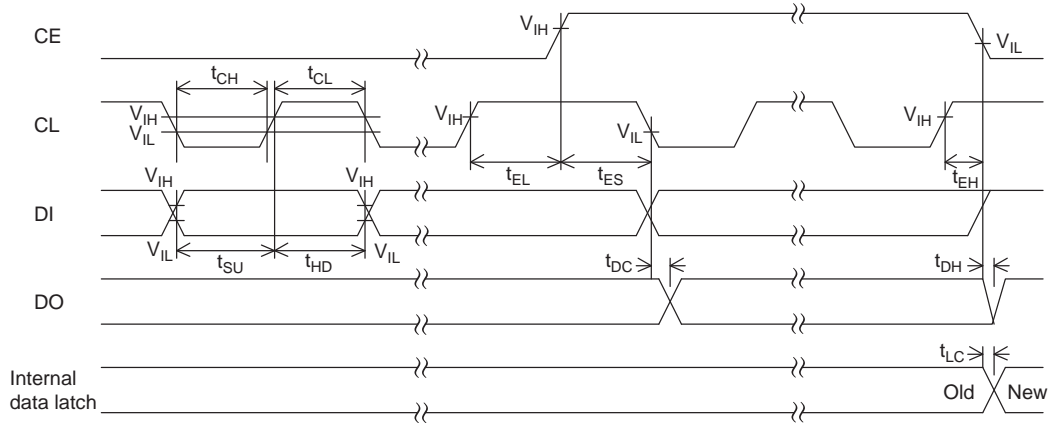 CE
V_IH
V_IL
t_CH
t_CL
CL
V_IH
V_IL
V_IH
V_IL
V_IH
t_EL
t_ES
t_EH
DI
V_IH
V_IH
V_IL
t_SU
t_HD
V_IL
DO
t_DC
t_DH
Internal
data latch
t_LC
Old
New